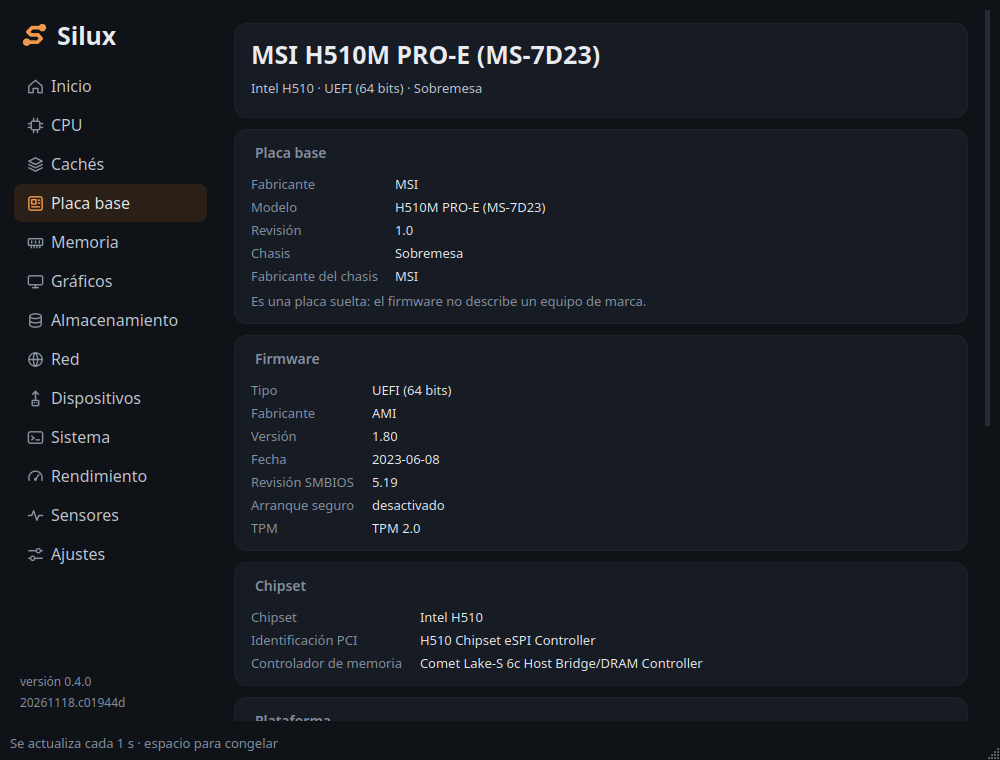 Silux
Inicio
CPU
Cachés
Placa base
Memoria
Gráficos
Almacenamiento
Red
Dispositivos
Sistema
Rendimiento
Sensores
Ajustes
versión 0.4.0
20261118.c01944d
MSI H510M PRO-E (MS-7D23)
Intel H510 · UEFI (64 bits) · Sobremesa
Placa base
Fabricante MSI
Modelo H510M PRO-E (MS-7D23)
Revisión 1.0
Chasis Sobremesa
Fabricante del chasis MSI
Es una placa suelta: el firmware no describe un equipo de marca.
Firmware
Tipo UEFI (64 bits)
Fabricante AMI
Versión 1.80
Fecha 2023-06-08
Revisión SMBIOS 5.19
Arranque seguro desactivado
TPM TPM 2.0
Chipset
Chipset Intel H510
Identificación PCI H510 Chipset eSPI Controller
Controlador de memoria Comet Lake-S 6c Host Bridge/DRAM Controller
Plataforma
Se actualiza cada 1 s · espacio para congelar